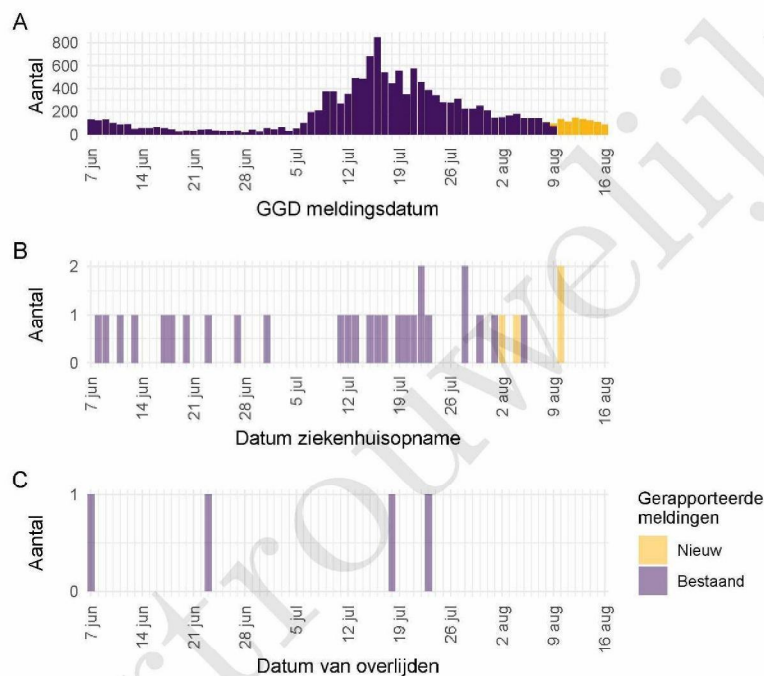 A
Aantal
800
600
400
200
0
7 jun 14 jun 21 jun 28 jun 5 jul 12 jul 19 jul 26 jul 2 aug 9 aug 16 aug
GGD meldingsdatum
B
Aantal
2
1
0
7 jun 14 jun 21 jun 28 jun 5 jul 12 jul 19 jul 26 jul 2 aug 9 aug 16 aug
Datum ziekenhuisopname
C
Aantal
1
0
7 jun 14 jun 21 jun 28 jun 5 jul 12 jul 19 jul 26 jul 2 aug 9 aug 16 aug
Datum van overlijden
Gerapporteerde
meldingen
Nieuw
Bestaand
rtrouwelijk